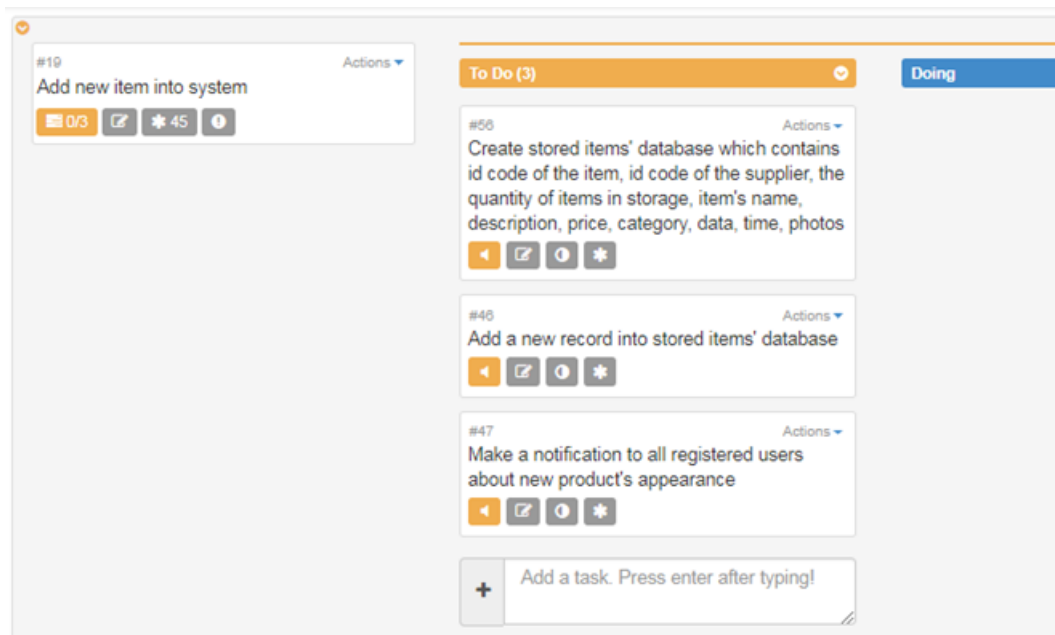 #19
Actions
Add new item into system
0/3
45
To Do (3)
Doing
#56
Actions
Create stored items' database which contains
id code of the item, id code of the supplier, the
quantity of items in storage, item's name,
description, price, category, data, time, photos
#46
Actions
Add a new record into stored items' database
#47
Actions
Make a notification to all registered users
about new product's appearance
Add a task. Press enter after typing!